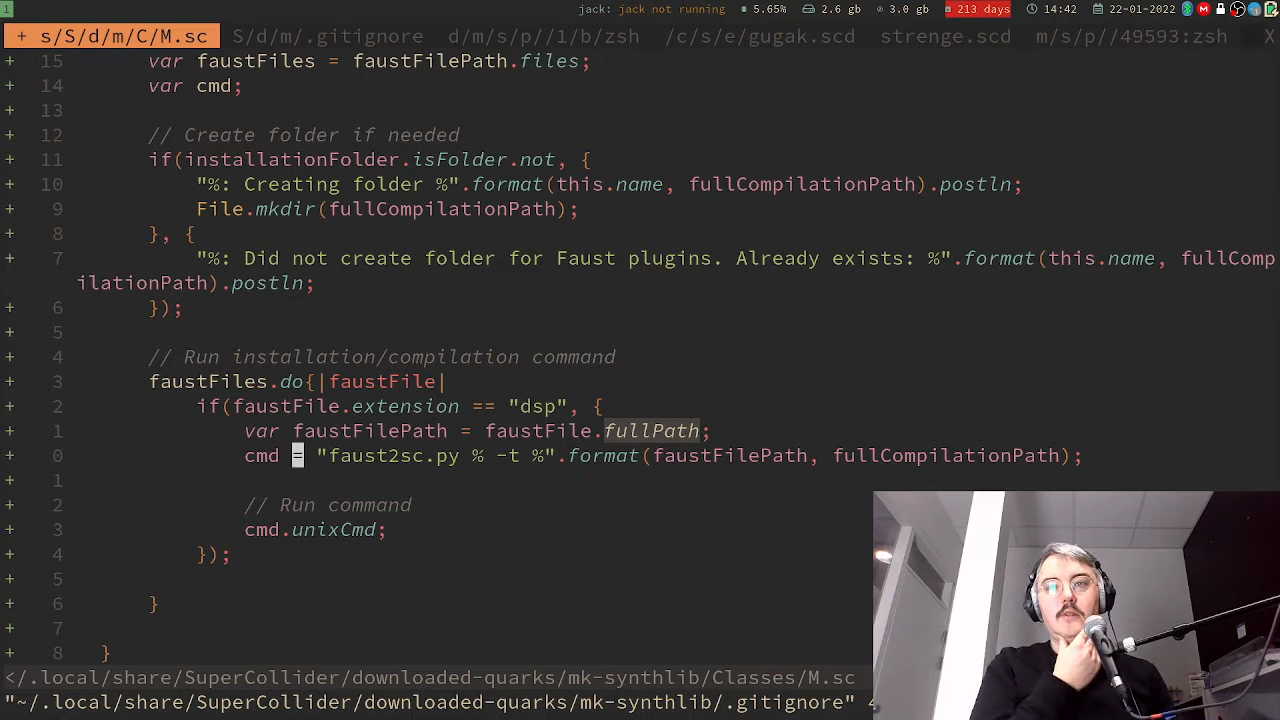 1 jack: jack not running 5.65% 2.6 gb 3.0 gb 213 days 14:42 22-01-2022
+ s/S/d/m/C/M.sc S/d/m/.gitignore d/m/s/p//1/b/zsh /c/s/e/gugak.scd strenge.scd m/s/p//49593:zsh X
+ 15 var faustFiles = faustFilePath.files;
+ 14 var cmd;
+ 13
+ 12 // Create folder if needed
+ 11 if(installationFolder.isFolder.not, {
+ 10 "%: Creating folder %".format(this.name, fullCompilationPath).postln;
+ 9 File.mkdir(fullCompilationPath);
+ 8 }, {
+ 7 "%: Did not create folder for Faust plugins. Already exists: %".format(this.name, fullComp
ilationPath).postln;
+ 6 });
+ 5
+ 4 // Run installation/compilation command
+ 3 faustFiles.do{|faustFile|
+ 2 if(faustFile.extension == "dsp", {
+ 1 var faustFilePath = faustFile.fullPath;
+ 0 cmd = "faust2sc.py % -t %".format(faustFilePath, fullCompilationPath);
+ 1
+ 2 // Run command
+ 3 cmd.unixCmd;
+ 4 });
+ 5
+ 6 }
+ 7
+ 8 }
</.local/share/SuperCollider/downloaded-quarks/mk-synthlib/Classes/M.sc
"~/.local/share/SuperCollider/downloaded-quarks/mk-synthlib/.gitignore" 4